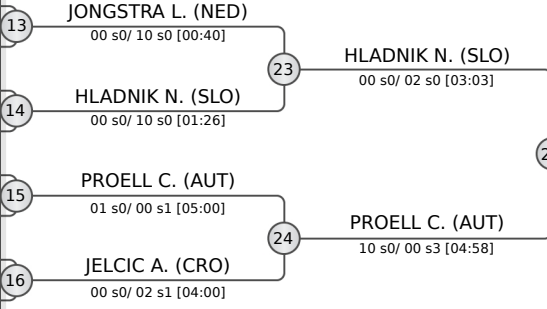 13
JONGSTRA L. (NED)
00 s0/ 10 s0 [00:40]
23
HLADNIK N. (SLO)
00 s0/ 02 s0 [03:03]
14
HLADNIK N. (SLO)
00 s0/ 10 s0 [01:26]
15
PROELL C. (AUT)
01 s0/ 00 s1 [05:00]
24
PROELL C. (AUT)
10 s0/ 00 s3 [04:58]
16
JELCIC A. (CRO)
00 s0/ 02 s1 [04:00]